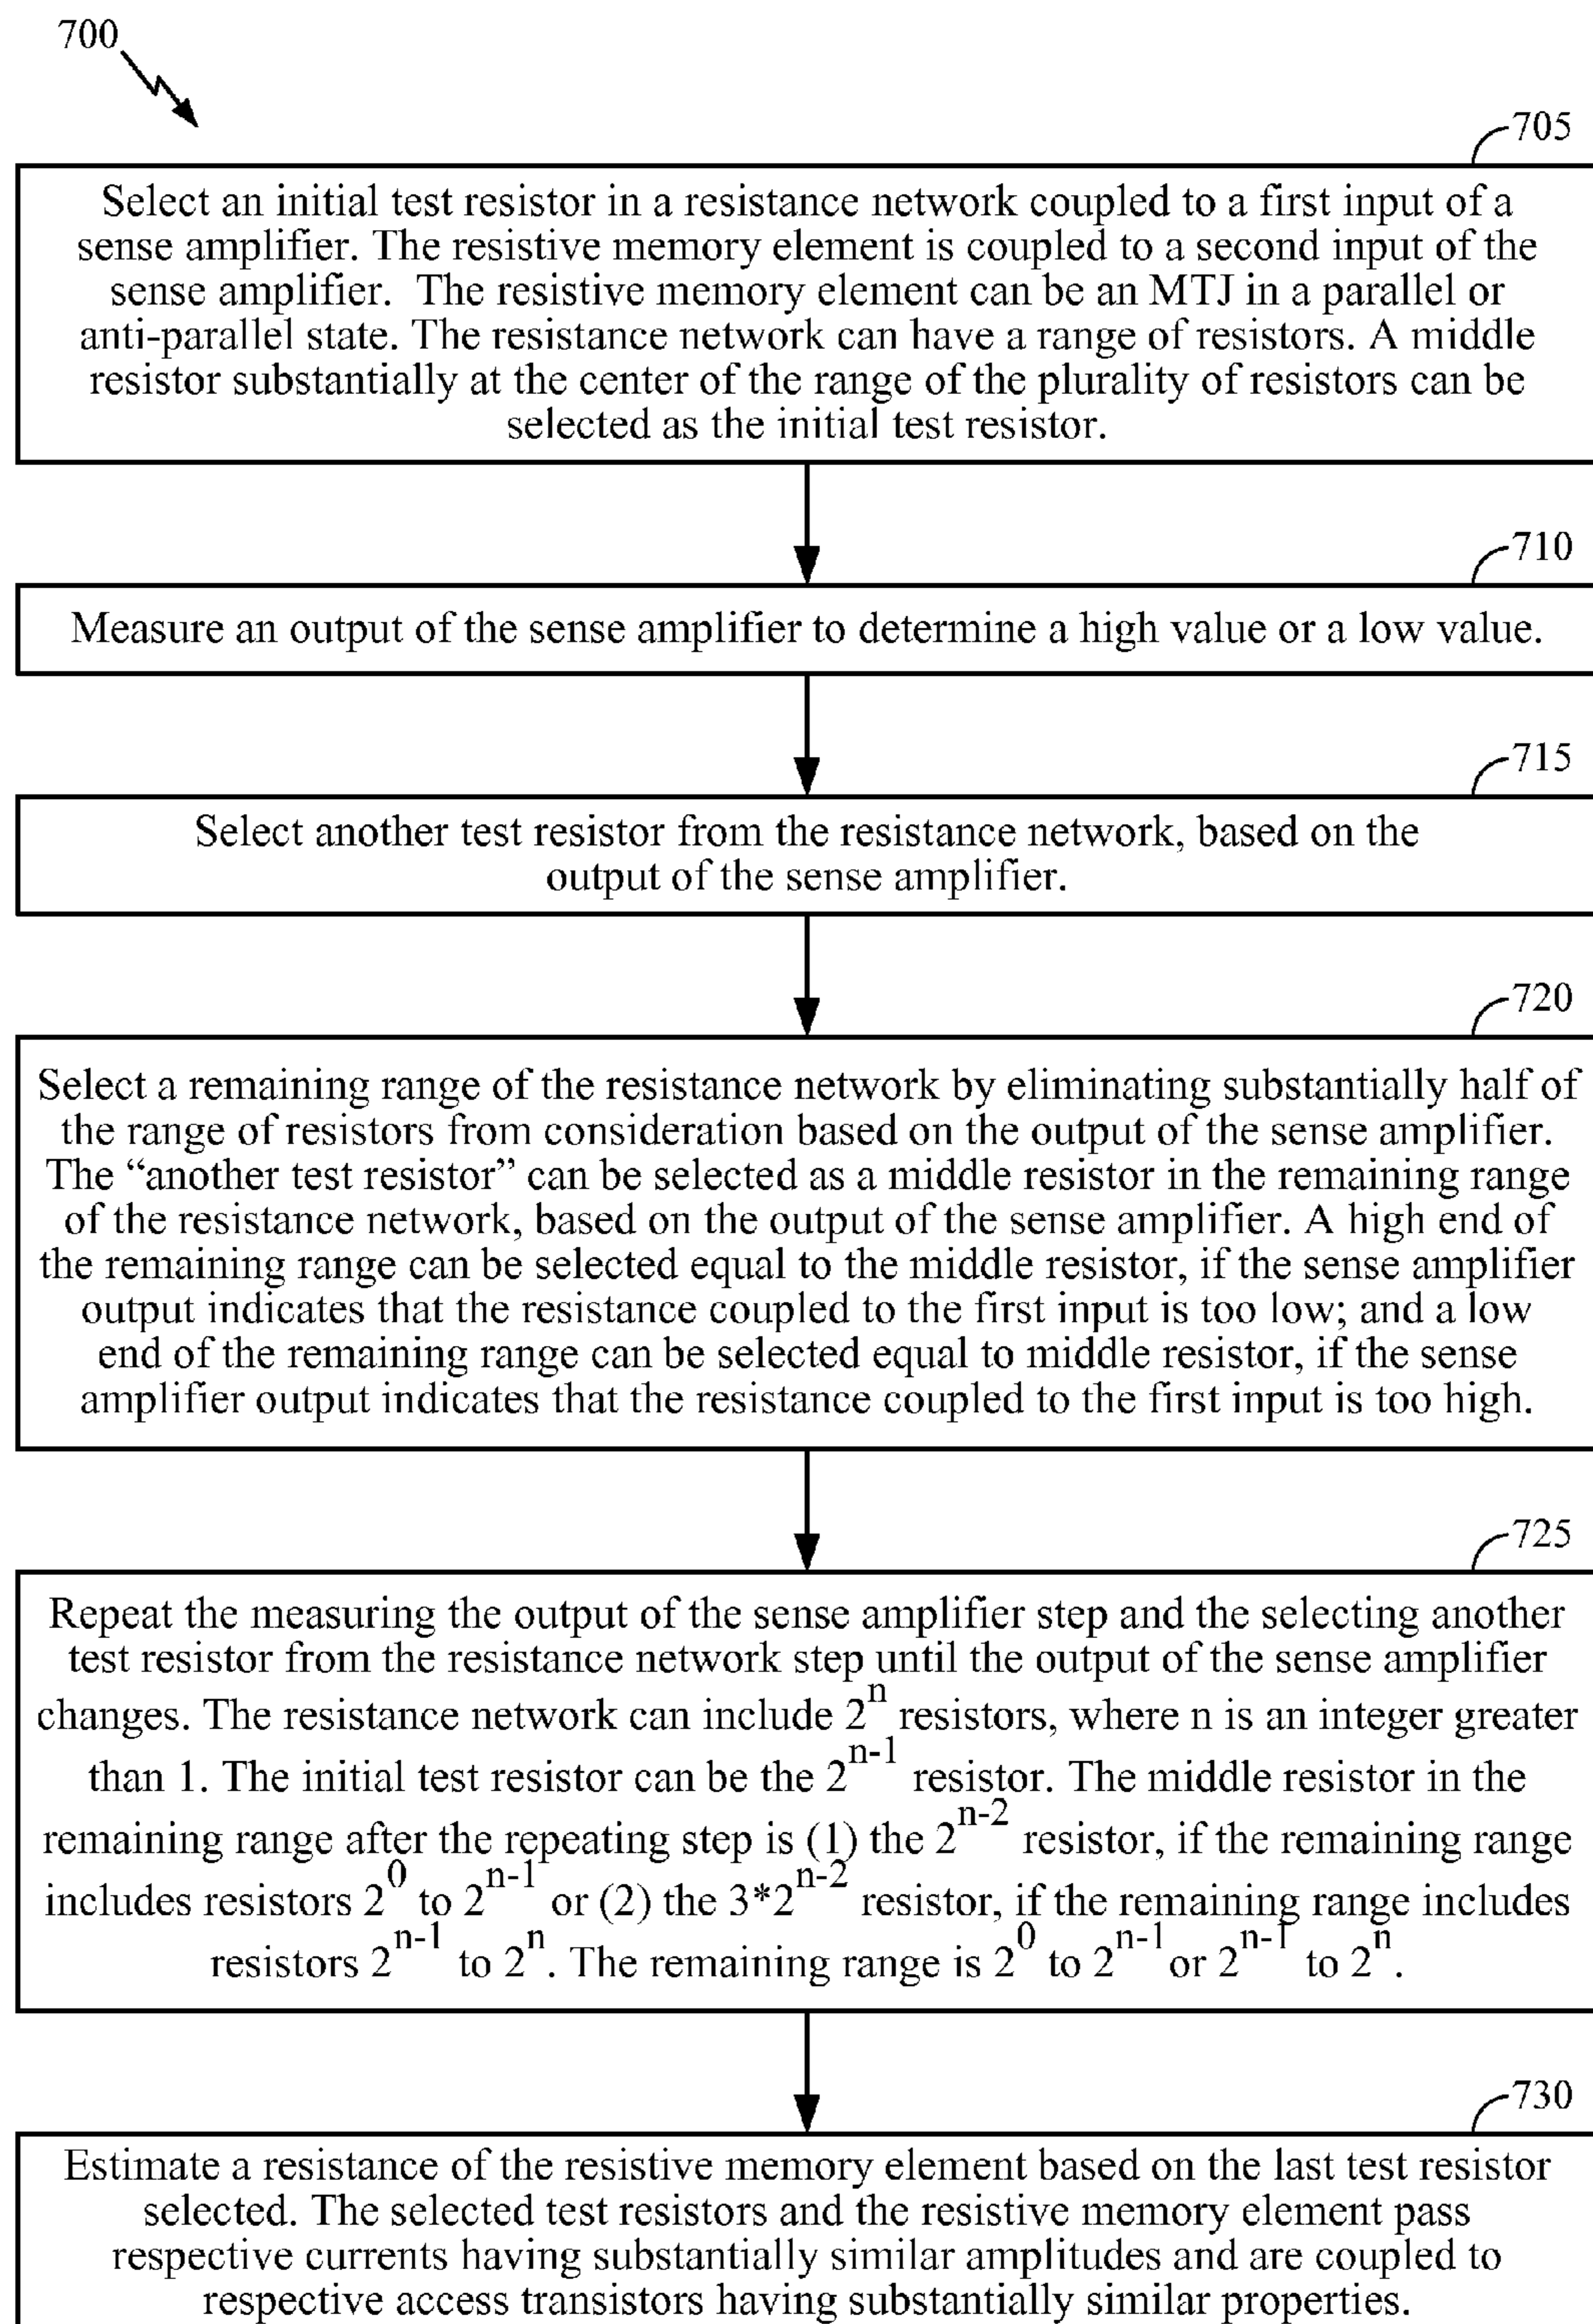 700
705
Select an initial test resistor in a resistance network coupled to a first input of a
sense amplifier. The resistive memory element is coupled to a second input of the
sense amplifier. The resistive memory element can be an MTJ in a parallel or
anti-parallel state. The resistance network can have a range of resistors. A middle
resistor substantially at the center of the range of the plurality of resistors can be
selected as the initial test resistor.
710
Measure an output of the sense amplifier to determine a high value or a low value.
715
Select another test resistor from the resistance network, based on the
output of the sense amplifier.
720
Select a remaining range of the resistance network by eliminating substantially half of
the range of resistors from consideration based on the output of the sense amplifier.
The “another test resistor” can be selected as a middle resistor in the remaining range
of the resistance network, based on the output of the sense amplifier. A high end of
the remaining range can be selected equal to the middle resistor, if the sense amplifier
output indicates that the resistance coupled to the first input is too low; and a low
end of the remaining range can be selected equal to middle resistor, if the sense
amplifier output indicates that the resistance coupled to the first input is too high.
725
Repeat the measuring the output of the sense amplifier step and the selecting another
test resistor from the resistance network step until the output of the sense amplifier
changes. The resistance network can include 2^n resistors, where n is an integer greater
than 1. The initial test resistor can be the 2^n-1 resistor. The middle resistor in the
remaining range after the repeating step is (1) the 2^n-2 resistor, if the remaining range
includes resistors 2^0 to 2^n-1 or (2) the 3*2^n-2 resistor, if the remaining range includes
resistors 2^n-1 to 2^n. The remaining range is 2^0 to 2^n-1 or 2^n-1 to 2^n.
730
Estimate a resistance of the resistive memory element based on the last test resistor
selected. The selected test resistors and the resistive memory element pass
respective currents having substantially similar amplitudes and are coupled to
respective access transistors having substantially similar properties.